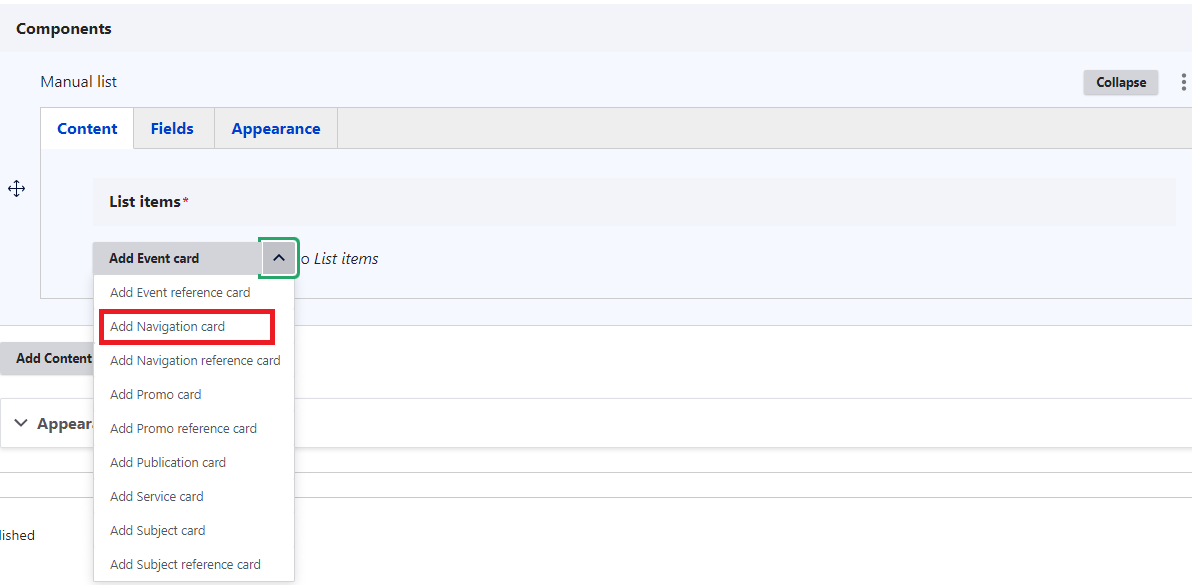 Components
Manual list
Collapse
Content
Fields
Appearance
List items*
Add Event card
List items
Add Event reference card
Add Navigation card
Add Navigation reference card
Add Content
Add Promo card
Add Promo reference card
Add Publication card
Add Service card
Add Subject card
Add Subject reference card